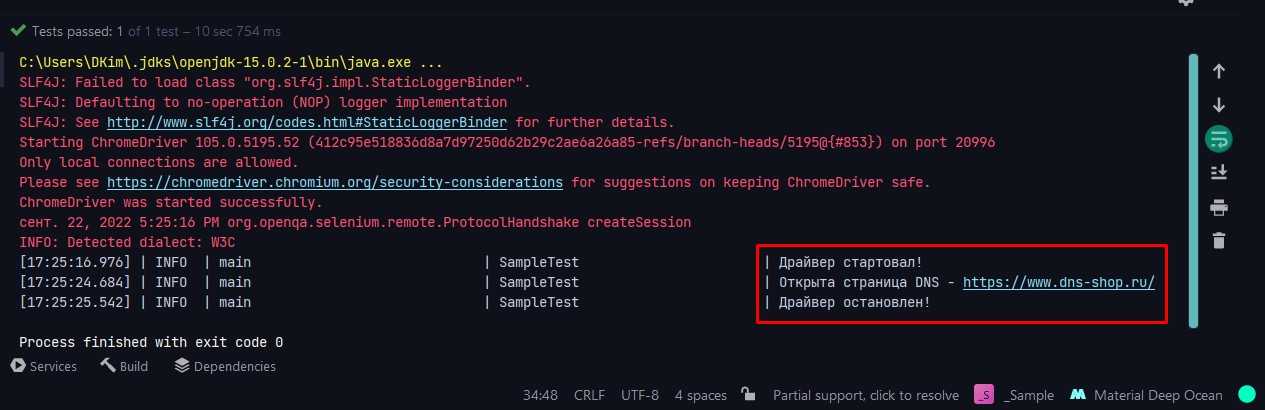 Tests passed: 1 of 1 test – 10 sec 754 ms
C:\Users\DKim\.jdks\openjdk-15.0.2-1\bin\java.exe ...
SLF4J: Failed to load class "org.slf4j.impl.StaticLoggerBinder".
SLF4J: Defaulting to no-operation (NOP) logger implementation
SLF4J: See http://www.slf4j.org/codes.html#StaticLoggerBinder for further details.
Starting ChromeDriver 105.0.5195.52 (412c95e518836d8a7d97250d62b29c2ae6a26a85-refs/branch-heads/5195@{#853}) on port 20996
Only local connections are allowed.
Please see https://chromedriver.chromium.org/security-considerations for suggestions on keeping ChromeDriver safe.
ChromeDriver was started successfully.
сент. 22, 2022 5:25:16 PM org.openqa.selenium.remote.ProtocolHandshake createSession
INFO: Detected dialect: W3C
[17:25:16.976] | INFO | main | SampleTest | Драйвер стартовал!
[17:25:24.684] | INFO | main | SampleTest | Открыта страница DNS - https://www.dns-shop.ru/
[17:25:25.542] | INFO | main | SampleTest | Драйвер остановлен!
Process finished with exit code 0
Services Build Dependencies
34:48 CRLF UTF-8 4 spaces Partial support, click to resolve _S _Sample Material Deep Ocean